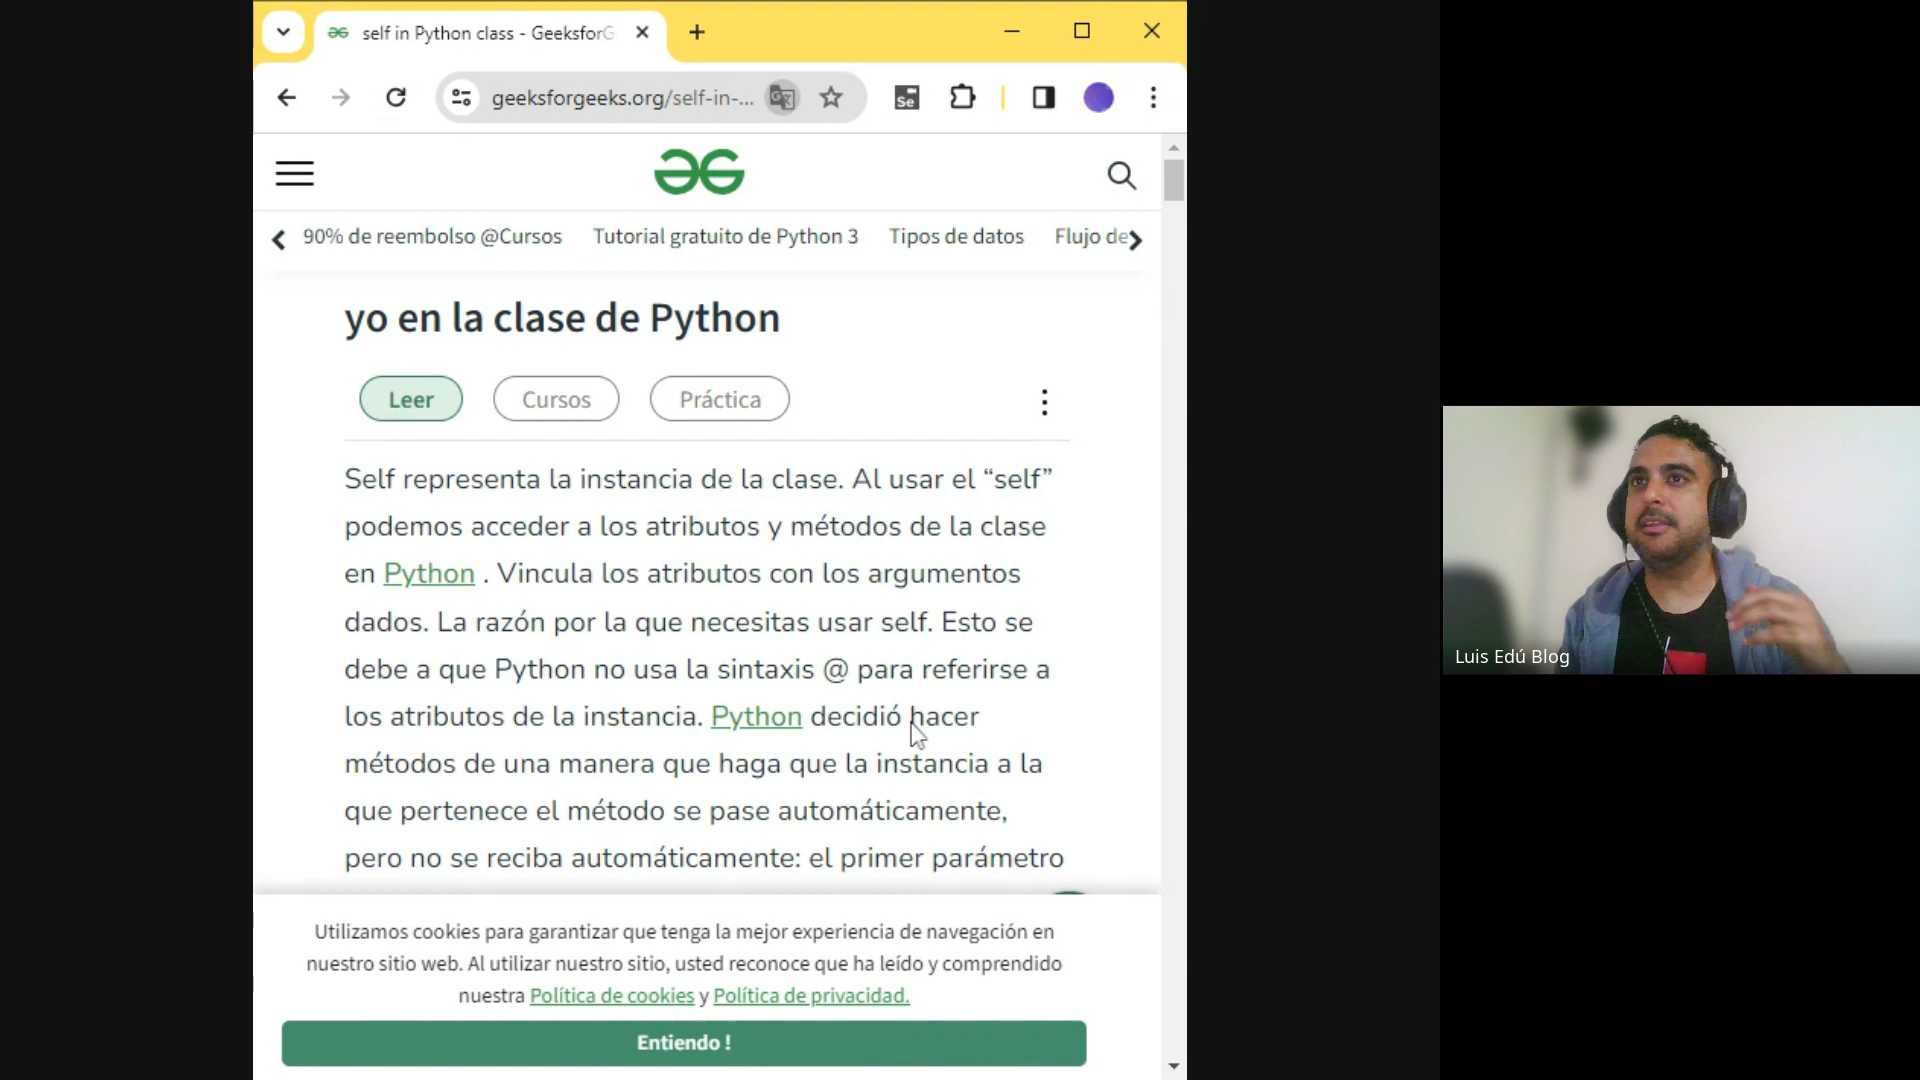 self in Python class - GeeksforG
geeksforgeeks.org/self-in-...
Se
90% de reembolso @Cursos Tutorial gratuito de Python 3 Tipos de datos Flujo de
yo en la clase de Python
Leer Cursos Práctica
Self representa la instancia de la clase. Al usar el “self”
podemos acceder a los atributos y métodos de la clase
en Python . Vincula los atributos con los argumentos
dados. La razón por la que necesitas usar self. Esto se
debe a que Python no usa la sintaxis @ para referirse a
los atributos de la instancia. Python decidió hacer
métodos de una manera que haga que la instancia a la
que pertenece el método se pase automáticamente,
pero no se reciba automáticamente: el primer parámetro
Utilizamos cookies para garantizar que tenga la mejor experiencia de navegación en
nuestro sitio web. Al utilizar nuestro sitio, usted reconoce que ha leído y comprendido
nuestra Política de cookies y Política de privacidad.
Entiendo !
Luis Edú Blog